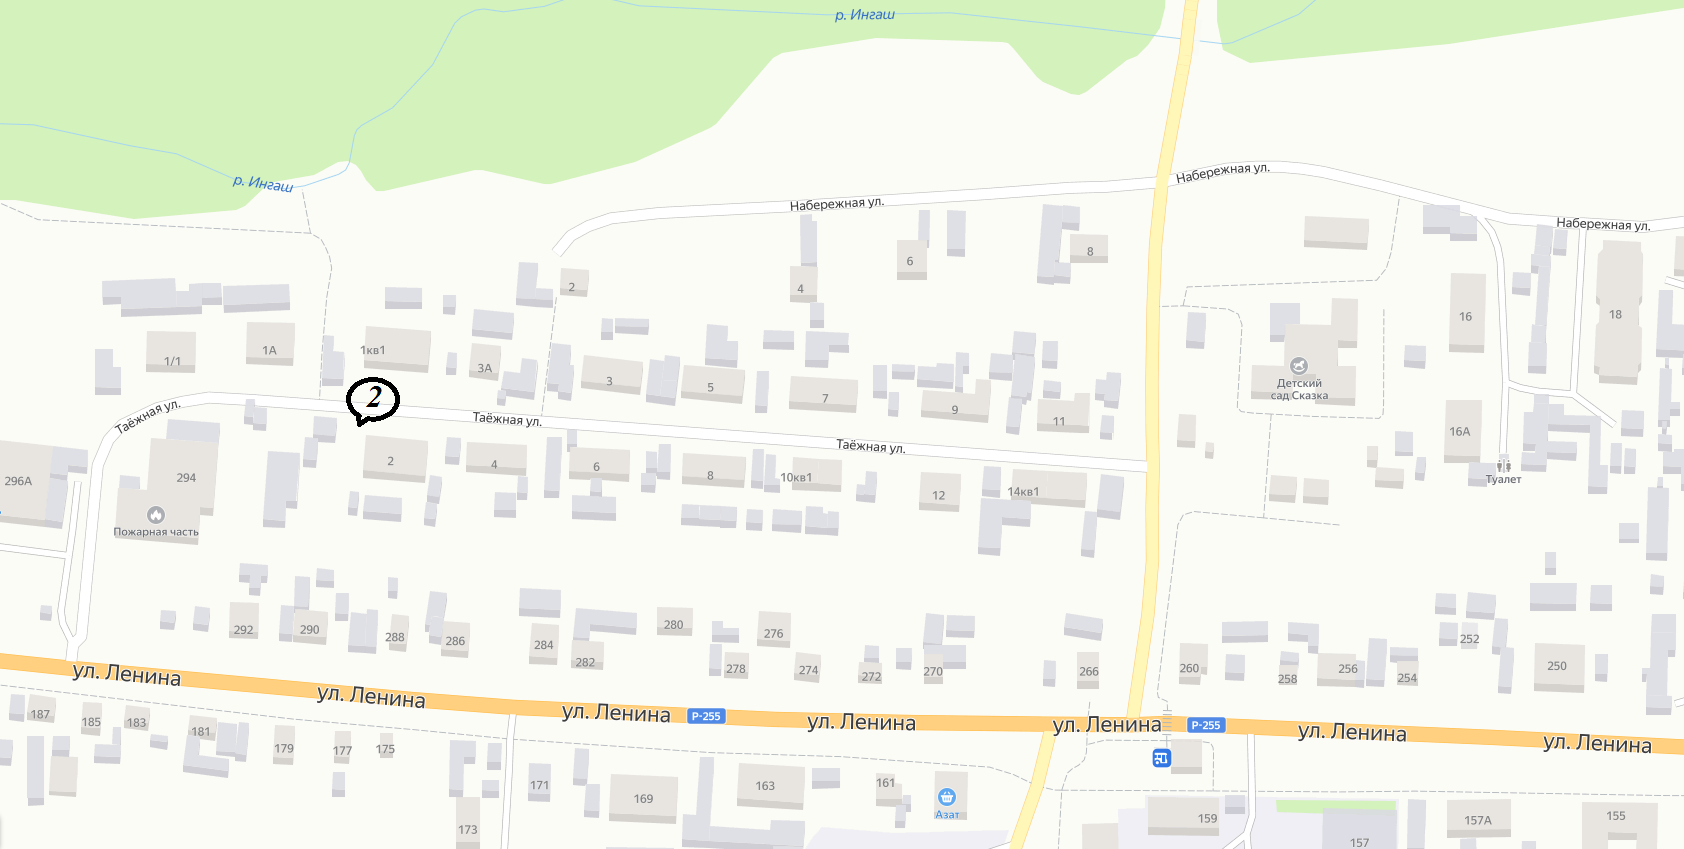 р. Ингаш
р. Ингаш
Набережная ул.
Набережная ул.
Набережная ул.
8
6
2
4
16
18
1А
1кв1
1/1
3А
3
5
7
9
11
Детский
сад Сказка
2
Таёжная ул.
Таёжная ул.
Таёжная ул.
16А
Туалет
296А
294
Пожарная часть
2
4
6
8
10кв1
12
14кв1
292
290
288
286
284
282
280
278
276
274
272
270
266
260
258
256
254
252
250
ул. Ленина
ул. Ленина
ул. Ленина
Р-255
ул. Ленина
ул. Ленина
Р-255
ул. Ленина
ул. Ленина
187
185
183
181
179
177
175
173
171
169
163
161
Азат
159
157
157А
155